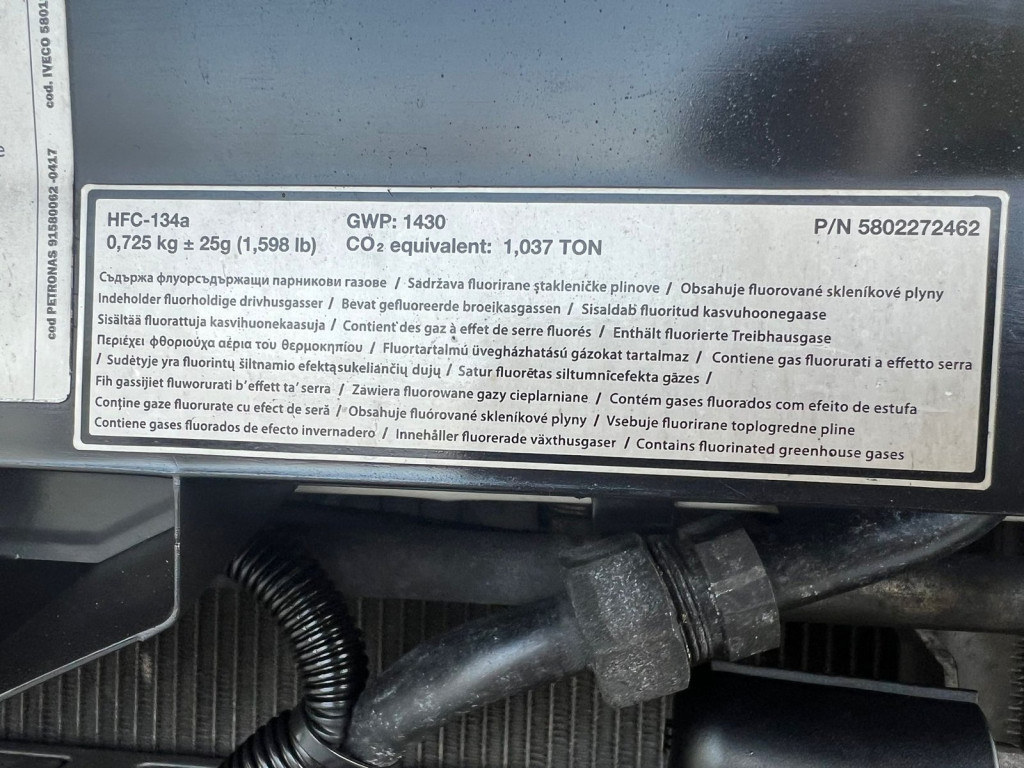 cod PETRONAS 91580062 -0417
cod. IVECO 5801
HFC-134a
0,725 kg ± 25g (1,598 lb)
GWP: 1430
CO₂ equivalent: 1,037 TON
P/N 5802272462
Съдържа флуорсъдържащи парникови газове / Sadržava fluorirane stakleničke plinove / Obsahuje fluorované skleníkové plyny
Indeholder fluorholdige drivhusgasser / Bevat gefluoreerde broeikasgassen / Sisaldab fluoritud kasvuhoonegaase
Sisältää fluorattuja kasvihuonekaasuja / Contient des gaz à effet de serre fluorés / Enthält fluorierte Treibhausgase
Περιέχει φθοριούχα αέρια του θερμοκηπίου / Fluortartalmú üvegházhatású gázokat tartalmaz / Contiene gas fluorurati a effetto serra
/ Sudėtyje yra fluorintų šiltnamio efektąsukeliančių dujų / Satur fluorētas siltumnīcefekta gāzes /
Fih gassijiet fluworurati b'effett ta' serra / Zawiera fluorowane gazy cieplarniane / Contém gases fluorados com efeito de estufa
Conține gaze fluorurate cu efect de seră / Obsahuje fluórované skleníkové plyny / Vsebuje fluorirane toplogredne pline
Contiene gases fluorados de efecto invernadero / Innehåller fluorerade växthusgaser / Contains fluorinated greenhouse gases